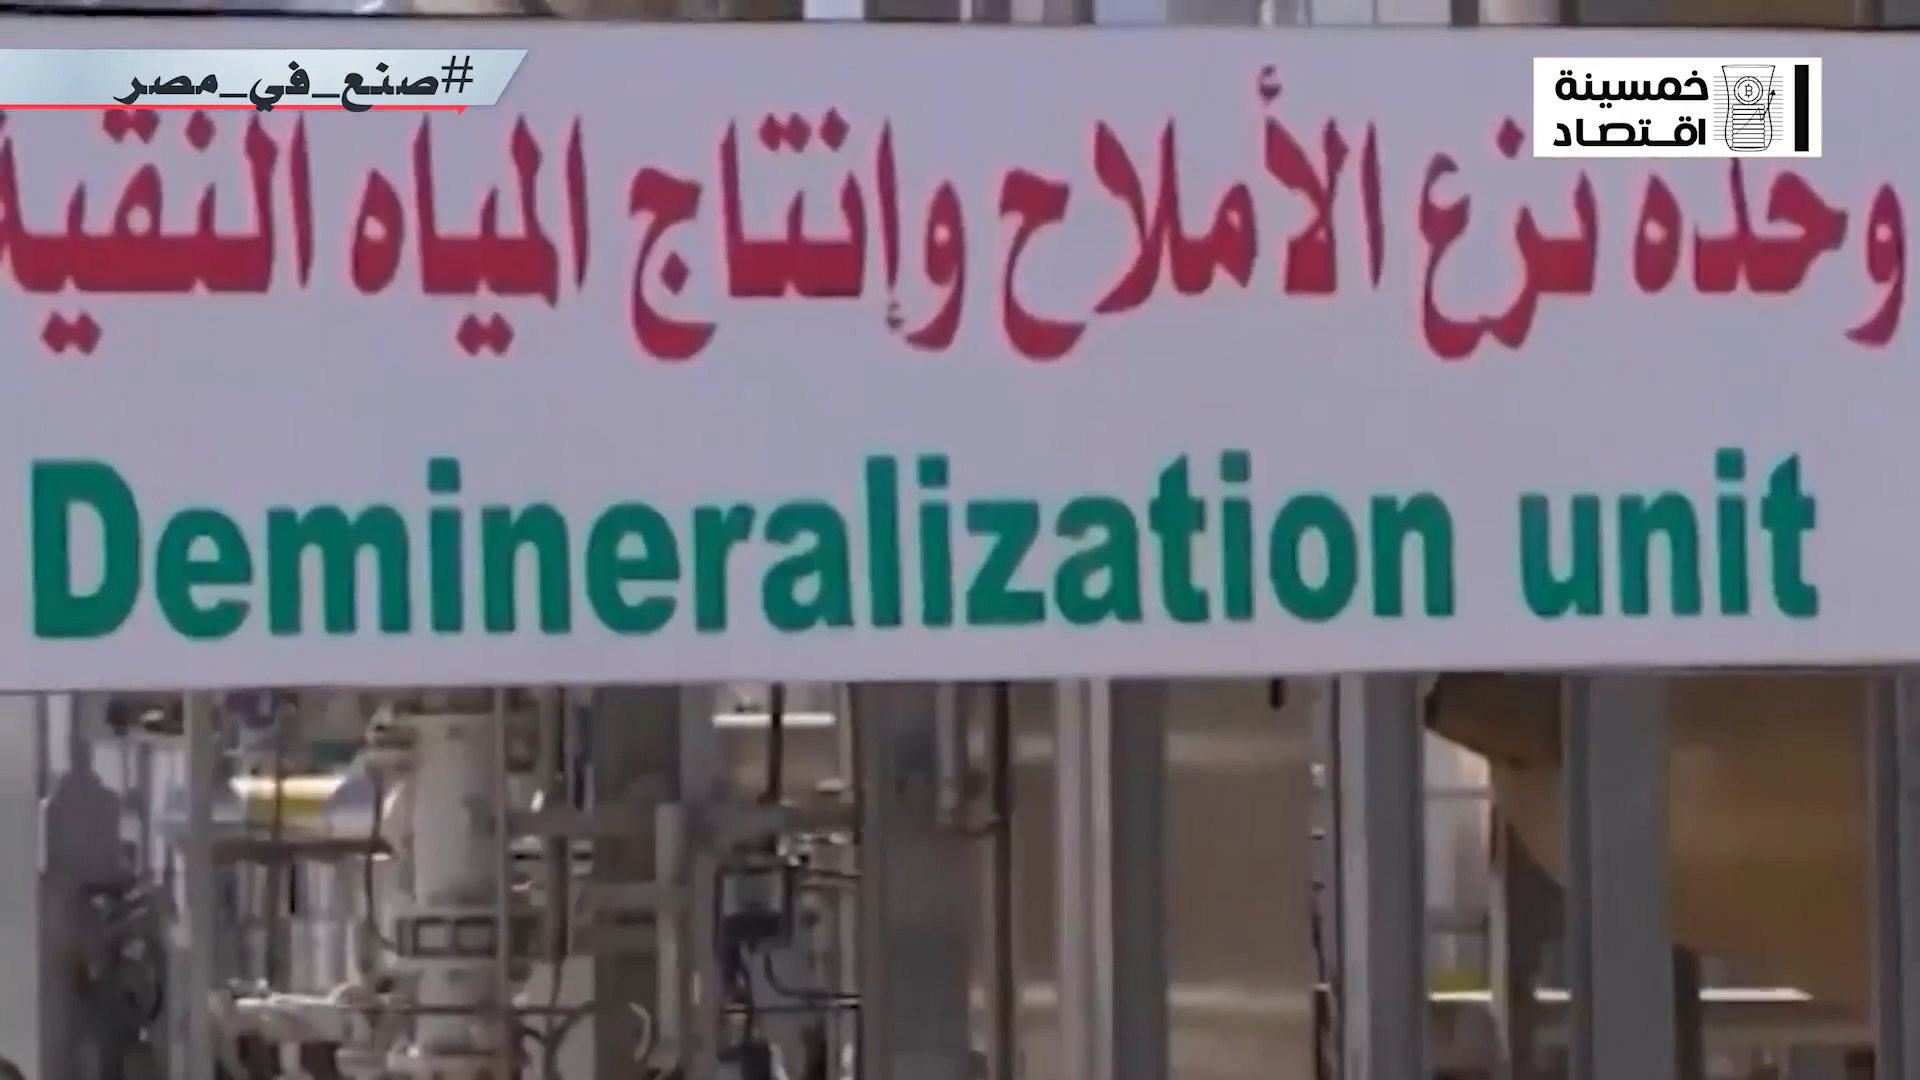 #صنع_في_مصر
خمسينة
اقتصاد
وحده نزع الأملاح وإنتاج المياه النقية
Demineralization unit